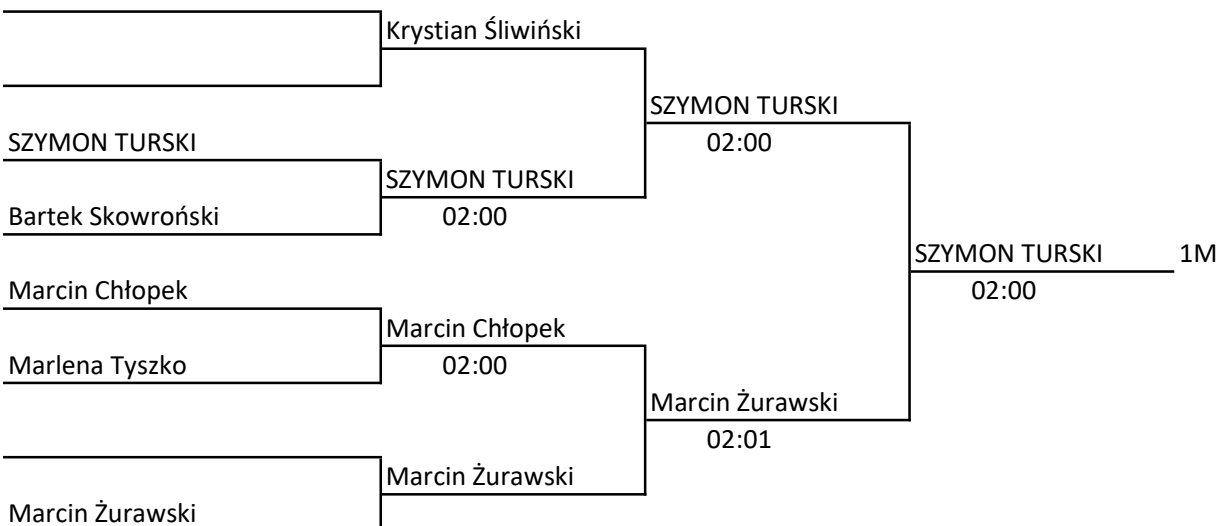 Krystian Śliwiński
SZYMON TURSKI
02:00
SZYMON TURSKI
SZYMON TURSKI
02:00
Bartek Skowroński
SZYMON TURSKI 1M
02:00
Marcin Chłopek
Marcin Chłopek
02:00
Marlena Tyszko
Marcin Żurawski
02:01
Marcin Żurawski
Marcin Żurawski